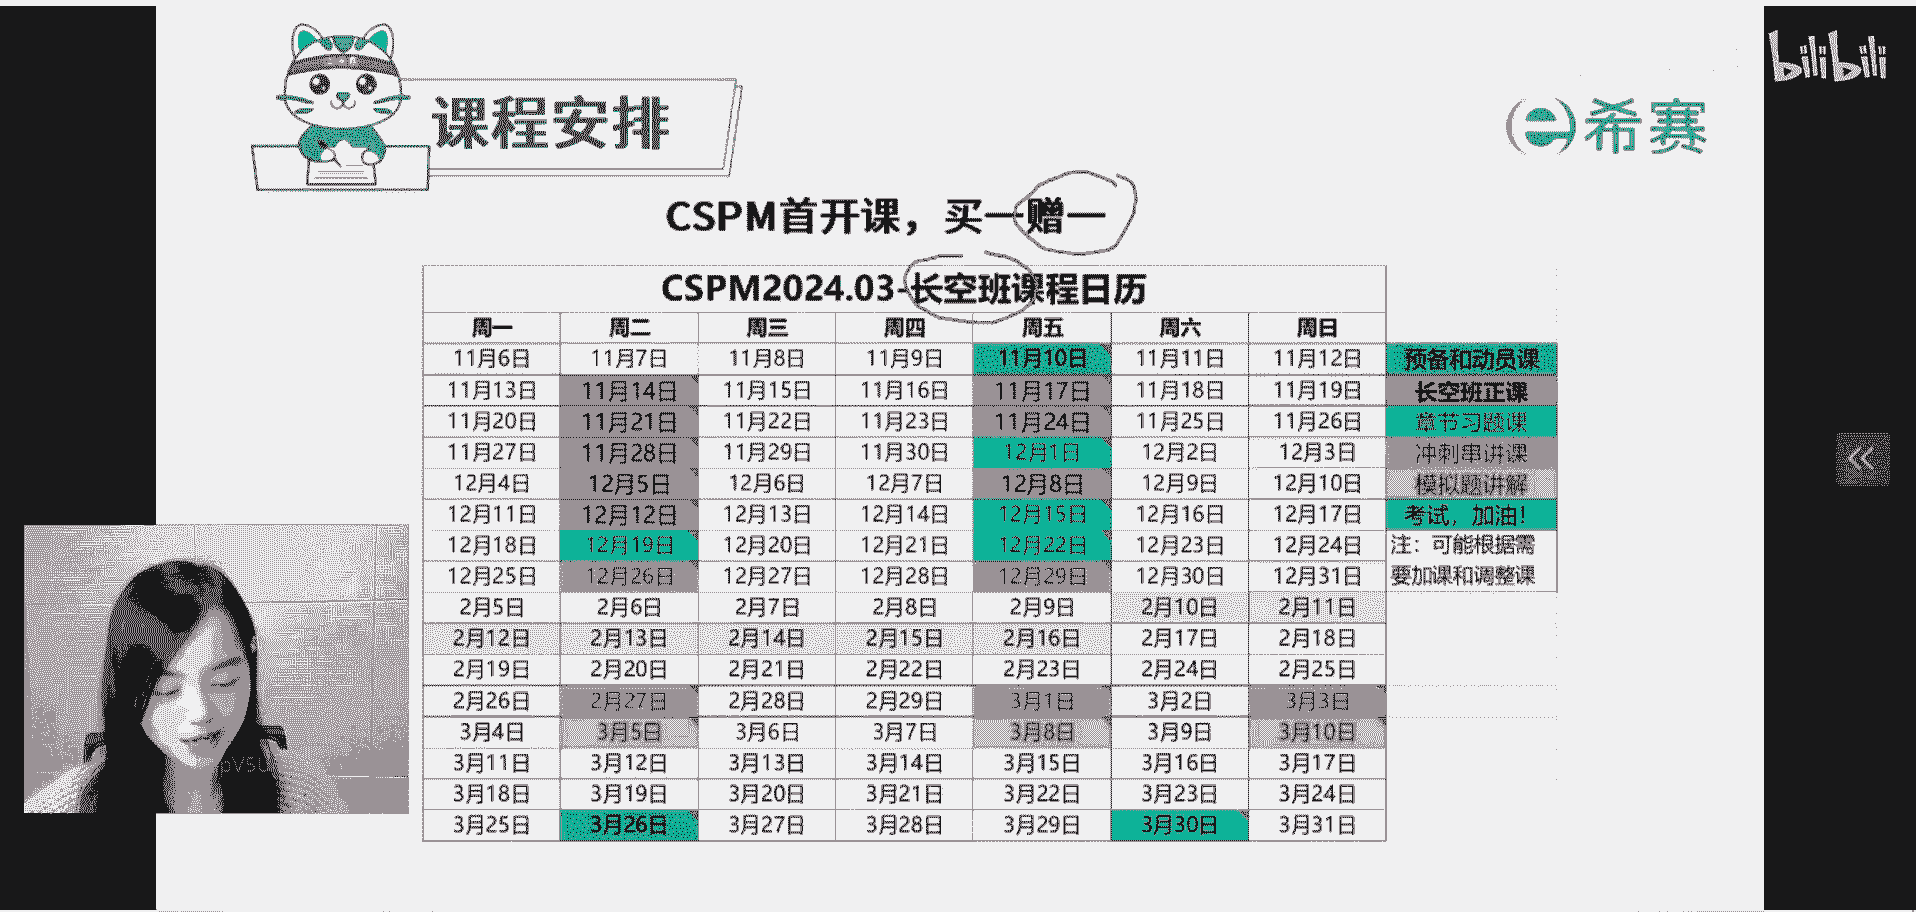 bilibili
课程安排
希赛
CSPM首开课，买一赠一
CSPM2024.03-长空班课程日历
周一 周二 周三 周四 周五 周六 周日
11月6日 11月7日 11月8日 11月9日 11月10日 11月11日 11月12日 预备和动员课
11月13日 11月14日 11月15日 11月16日 11月17日 11月18日 11月19日 长空班正课
11月20日 11月21日 11月22日 11月23日 11月24日 11月25日 11月26日 章节习题课
11月27日 11月28日 11月29日 11月30日 12月1日 12月2日 12月3日 冲刺串讲课
12月4日 12月5日 12月6日 12月7日 12月8日 12月9日 12月10日 模拟题讲解
12月11日 12月12日 12月13日 12月14日 12月15日 12月16日 12月17日 考试，加油！
12月18日 12月19日 12月20日 12月21日 12月22日 12月23日 12月24日 注：可能根据需
12月25日 12月26日 12月27日 12月28日 12月29日 12月30日 12月31日 要加课和调整课
2月5日 2月6日 2月7日 2月8日 2月9日 2月10日 2月11日
2月12日 2月13日 2月14日 2月15日 2月16日 2月17日 2月18日
2月19日 2月20日 2月21日 2月22日 2月23日 2月24日 2月25日
2月26日 2月27日 2月28日 2月29日 3月1日 3月2日 3月3日
3月4日 3月5日 3月6日 3月7日 3月8日 3月9日 3月10日
3月11日 3月12日 3月13日 3月14日 3月15日 3月16日 3月17日
3月18日 3月19日 3月20日 3月21日 3月22日 3月23日 3月24日
3月25日 3月26日 3月27日 3月28日 3月29日 3月30日 3月31日